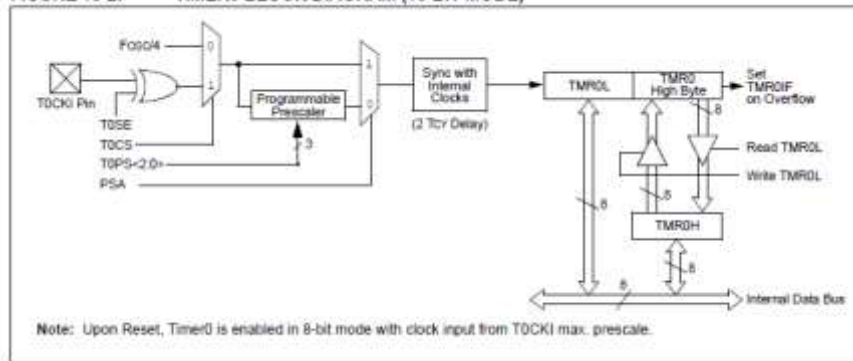 FOSC/4
0
1
T0CKI Pin
T0SE
T0CS
T0PS<2:0>
PSA
Programmable
Prescaler
3
1
0
Sync with
Internal
Clocks
(2 TCY Delay)
TMR0L
TMR0
High Byte
Set
TMR0IF
on Overflow
8
Read TMR0L
Write TMR0L
8
8
TMR0H
8
8
Internal Data Bus
Note: Upon Reset, Timer0 is enabled in 8-bit mode with clock input from T0CKI max. prescale.